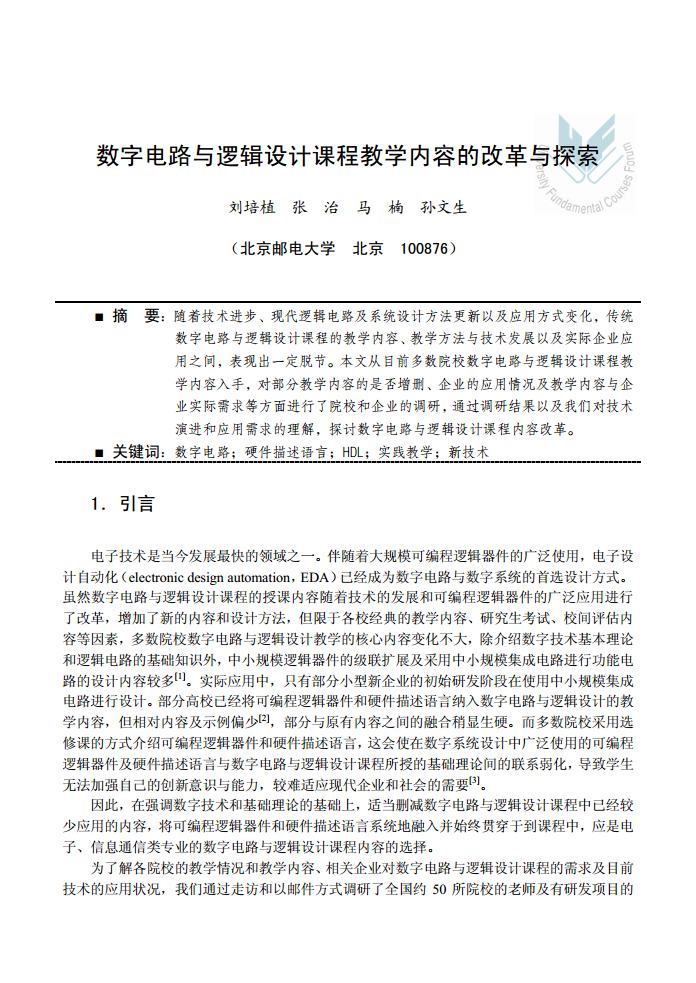 数字电路与逻辑设计课程教学内容的改革与探索
University Fundamental Courses Forum
刘培植 张 治 马 楠 孙文生
（北京邮电大学 北京 100876）
■ 摘 要：随着技术进步、现代逻辑电路及系统设计方法更新以及应用方式变化，传统
数字电路与逻辑设计课程的教学内容、教学方法与技术发展以及实际企业应
用之间，表现出一定脱节。本文从目前多数院校数字电路与逻辑设计课程教
学内容入手，对部分教学内容的是否增删、企业的应用情况及教学内容与企
业实际需求等方面进行了院校和企业的调研，通过调研结果以及我们对技术
演进和应用需求的理解，探讨数字电路与逻辑设计课程内容改革。
■ 关键词：数字电路；硬件描述语言；HDL；实践教学；新技术
1．引言
电子技术是当今发展最快的领域之一。伴随着大规模可编程逻辑器件的广泛使用，电子设
计自动化（electronic design automation，EDA）已经成为数字电路与数字系统的首选设计方式。
虽然数字电路与逻辑设计课程的授课内容随着技术的发展和可编程逻辑器件的广泛应用进行
了改革，增加了新的内容和设计方法，但限于各校经典的教学内容、研究生考试、校间评估内
容等因素，多数院校数字电路与逻辑设计教学的核心内容变化不大，除介绍数字技术基本理论
和逻辑电路的基础知识外，中小规模逻辑器件的级联扩展及采用中小规模集成电路进行功能电
路的设计内容较多[1]。实际应用中，只有部分小型新企业的初始研发阶段在使用中小规模集成
电路进行设计。部分高校已经将可编程逻辑器件和硬件描述语言纳入数字电路与逻辑设计的教
学内容，但相对内容及示例偏少[2]，部分与原有内容之间的融合稍显生硬。而多数院校采用选
修课的方式介绍可编程逻辑器件和硬件描述语言，这会使在数字系统设计中广泛使用的可编程
逻辑器件及硬件描述语言与数字电路与逻辑设计课程所授的基础理论间的联系弱化，导致学生
无法加强自己的创新意识与能力，较难适应现代企业和社会的需要[3]。
因此，在强调数字技术和基础理论的基础上，适当删减数字电路与逻辑设计课程中已经较
少应用的内容，将可编程逻辑器件和硬件描述语言系统地融入并始终贯穿于到课程中，应是电
子、信息通信类专业的数字电路与逻辑设计课程内容的选择。
为了解各院校的教学情况和教学内容、相关企业对数字电路与逻辑设计课程的需求及目前
技术的应用状况，我们通过走访和以邮件方式调研了全国约 50 所院校的老师及有研发项目的